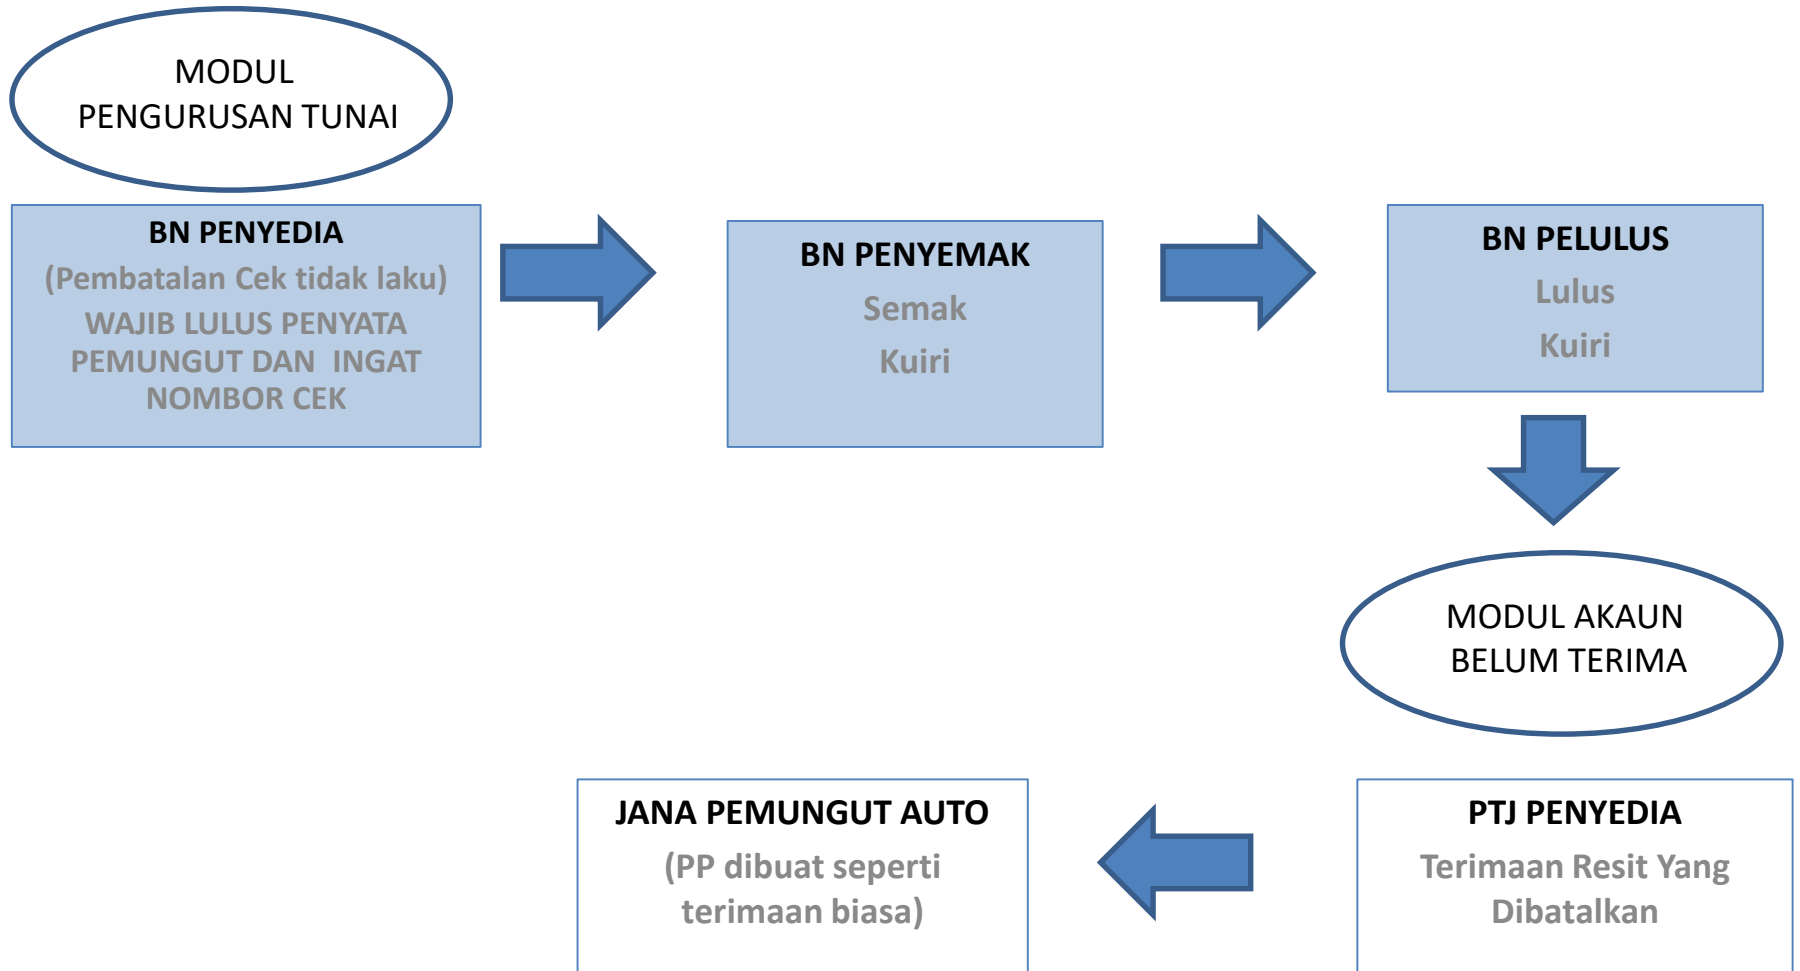 MODUL
PENGURUSAN TUNAI
BN PENYEDIA
(Pembatalan Cek tidak laku)
WAJIB LULUS PENYATA
PEMUNGUT DAN INGAT
NOMBOR CEK
BN PENYEMAK
Semak
Kuiri
BN PELULUS
Lulus
Kuiri
MODUL AKAUN
BELUM TERIMA
PTJ PENYEDIA
Terimaan Resit Yang
Dibatalkan
JANA PEMUNGUT AUTO
(PP dibuat seperti
terimaan biasa)